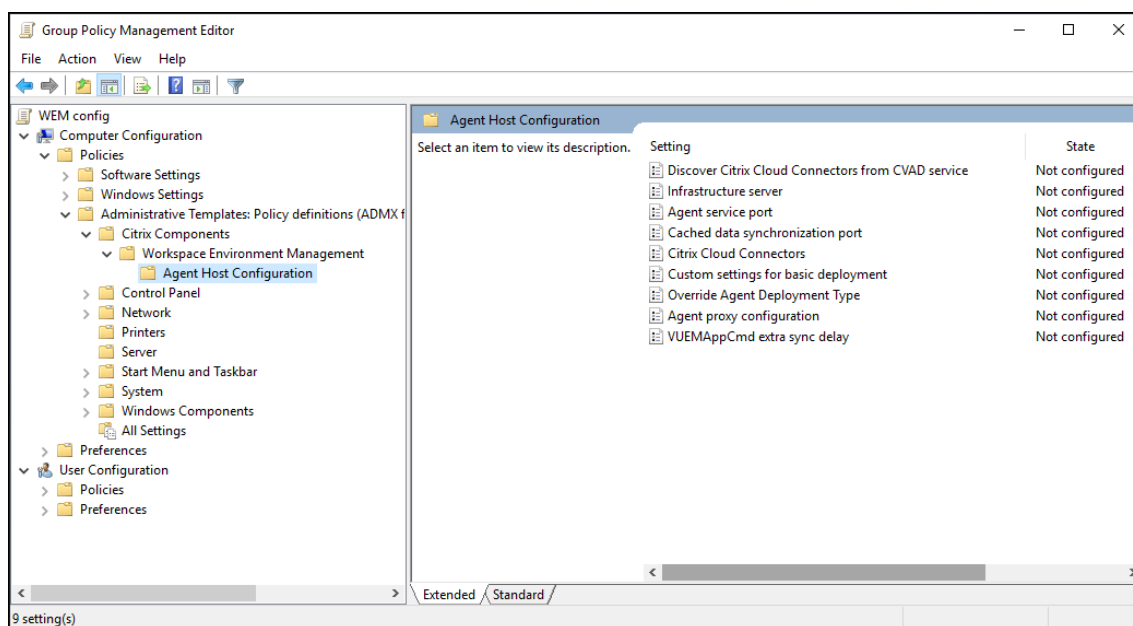 Group Policy Management Editor
File Action View Help
WEM config
Computer Configuration
Policies
Software Settings
Windows Settings
Administrative Templates: Policy definitions (ADMX f
Citrix Components
Workspace Environment Management
Agent Host Configuration
Control Panel
Network
Printers
Server
Start Menu and Taskbar
System
Windows Components
All Settings
Preferences
User Configuration
Policies
Preferences
Agent Host Configuration
Select an item to view its description.
Setting State
Discover Citrix Cloud Connectors from CVAD service Not configured
Infrastructure server Not configured
Agent service port Not configured
Cached data synchronization port Not configured
Citrix Cloud Connectors Not configured
Custom settings for basic deployment Not configured
Override Agent Deployment Type Not configured
Agent proxy configuration Not configured
VUEMAppCmd extra sync delay Not configured
Extended Standard
9 setting(s)